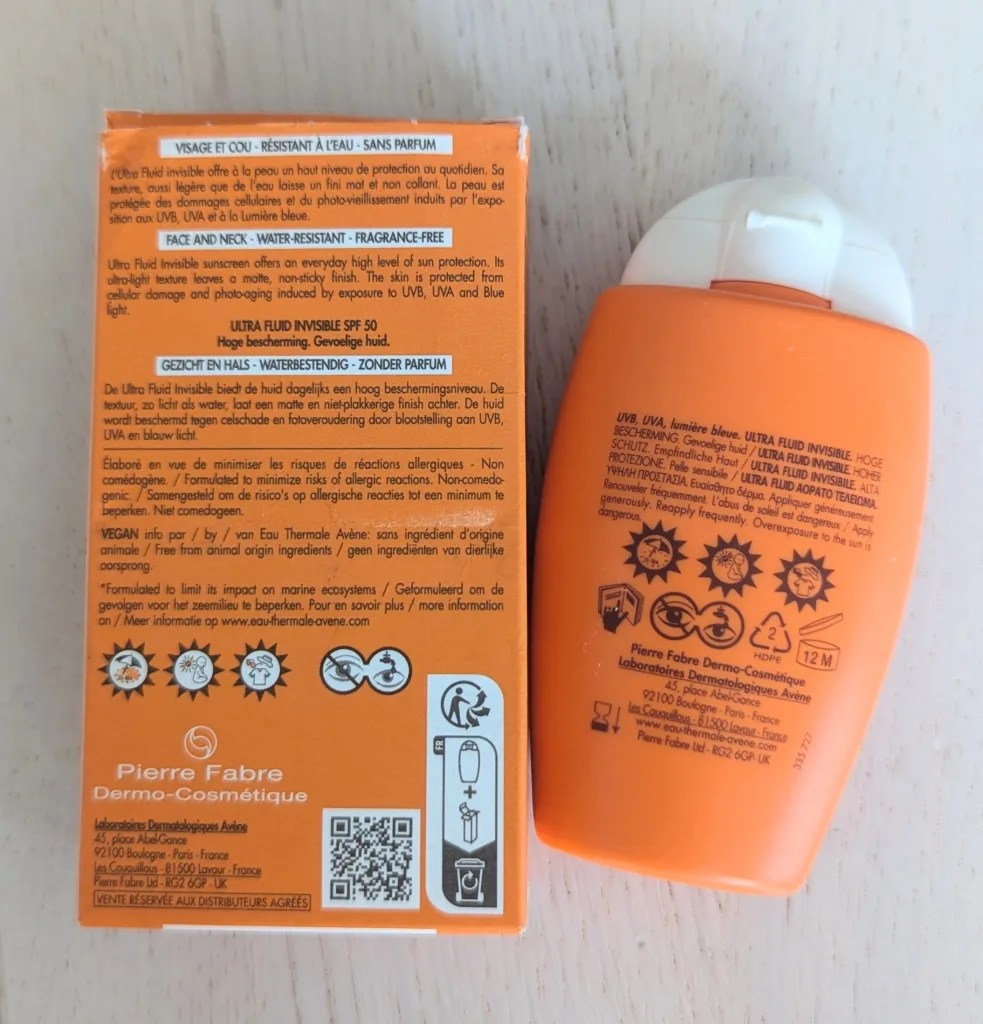 VISAGE ET COU - RÉSISTANT À L'EAU - SANS PARFUM
L'Ultra Fluid invisible offre à la peau un haut niveau de protection au quotidien. Sa
texture, aussi légère que de l'eau laisse un fini mat et non collant. La peau est
protégée des dommages cellulaires et du photo-vieillissement induits par l'expo-
sition aux UVB, UVA et à la Lumière bleue.
FACE AND NECK - WATER-RESISTANT - FRAGRANCE-FREE
Ultra Fluid Invisible sunscreen offers an everyday high level of sun protection. Its
ultra-light texture leaves a matte, non-sticky finish. The skin is protected from
cellular damage and photo-aging induced by exposure to UVB, UVA and Blue
light.
ULTRA FLUID INVISIBLE SPF 50
Hoge bescherming. Gevoelige huid.
GEZICHT EN HALS - WATERBESTENDIG - ZONDER PARFUM
De Ultra Fluid Invisible biedt de huid dagelijks een hoog beschermingsniveau. De
textuur, zo licht als water, laat een matte en niet-plakkerige finish achter. De huid
wordt beschermd tegen celschade en fotoveroudering door blootstelling aan UVB,
UVA en blauw licht.
Élaboré en vue de minimiser les risques de réactions allergiques - Non
comédogène. / Formulated to minimize risks of allergic reactions. Non-comedo-
genic. / Samengesteld om de risico's op allergische reacties tot een minimum te
beperken. Niet comedogeen.
VEGAN info par / by / van Eau Thermale Avène: sans ingrédient d'origine
animale / Free from animal origin ingredients / geen ingrediënten van dierlijke
oorsprong.
*Formulated to limit its impact on marine ecosystems / Geformuleerd om de
gevolgen voor het zeemilieu te beperken. Pour en savoir plus / more information
on / Meer informatie op www.eau-thermale-avene.com
FR
+
Pierre Fabre
Dermo-Cosmétique
Laboratoires Dermatologiques Avène
45, place Abel-Gance
92100 Boulogne - Paris - France
Les Cauquillous - 81500 Lavaur - France
Pierre Fabre Ltd - RG2 6GP - UK
VENTE RÉSERVÉE AUX DISTRIBUTEURS AGRÉÉS
UVB, UVA, lumière bleue. ULTRA FLUID INVISIBLE. HOGE
BESCHERMING. Gevoelige huid / ULTRA FLUID INVISIBLE. HOHER
SCHUTZ. Empfindliche Haut / ULTRA FLUID INVISIBILE. ALTA
PROTEZIONE. Pelle sensibile / ULTRA FLUID ΑΟΡΑΤΟ ΤΕΛΕΙΩΜΑ.
ΥΨΗΛΗ ΠΡΟΣΤΑΣΙΑ. Ευαίσθητο δέρμα. Appliquer généreusement.
Renouveler fréquemment. L'abus de soleil est dangereux / Apply
generously. Reapply frequently. Overexposure to the sun is
dangerous.
2
HDPE
12 M
Pierre Fabre Dermo-Cosmétique
Laboratoires Dermatologiques Avène
45, place Abel-Gance
92100 Boulogne - Paris - France
Les Cauquillous - 81500 Lavaur - France
www.eau-thermale-avene.com
Pierre Fabre Ltd - RG2 6GP - UK
335 727